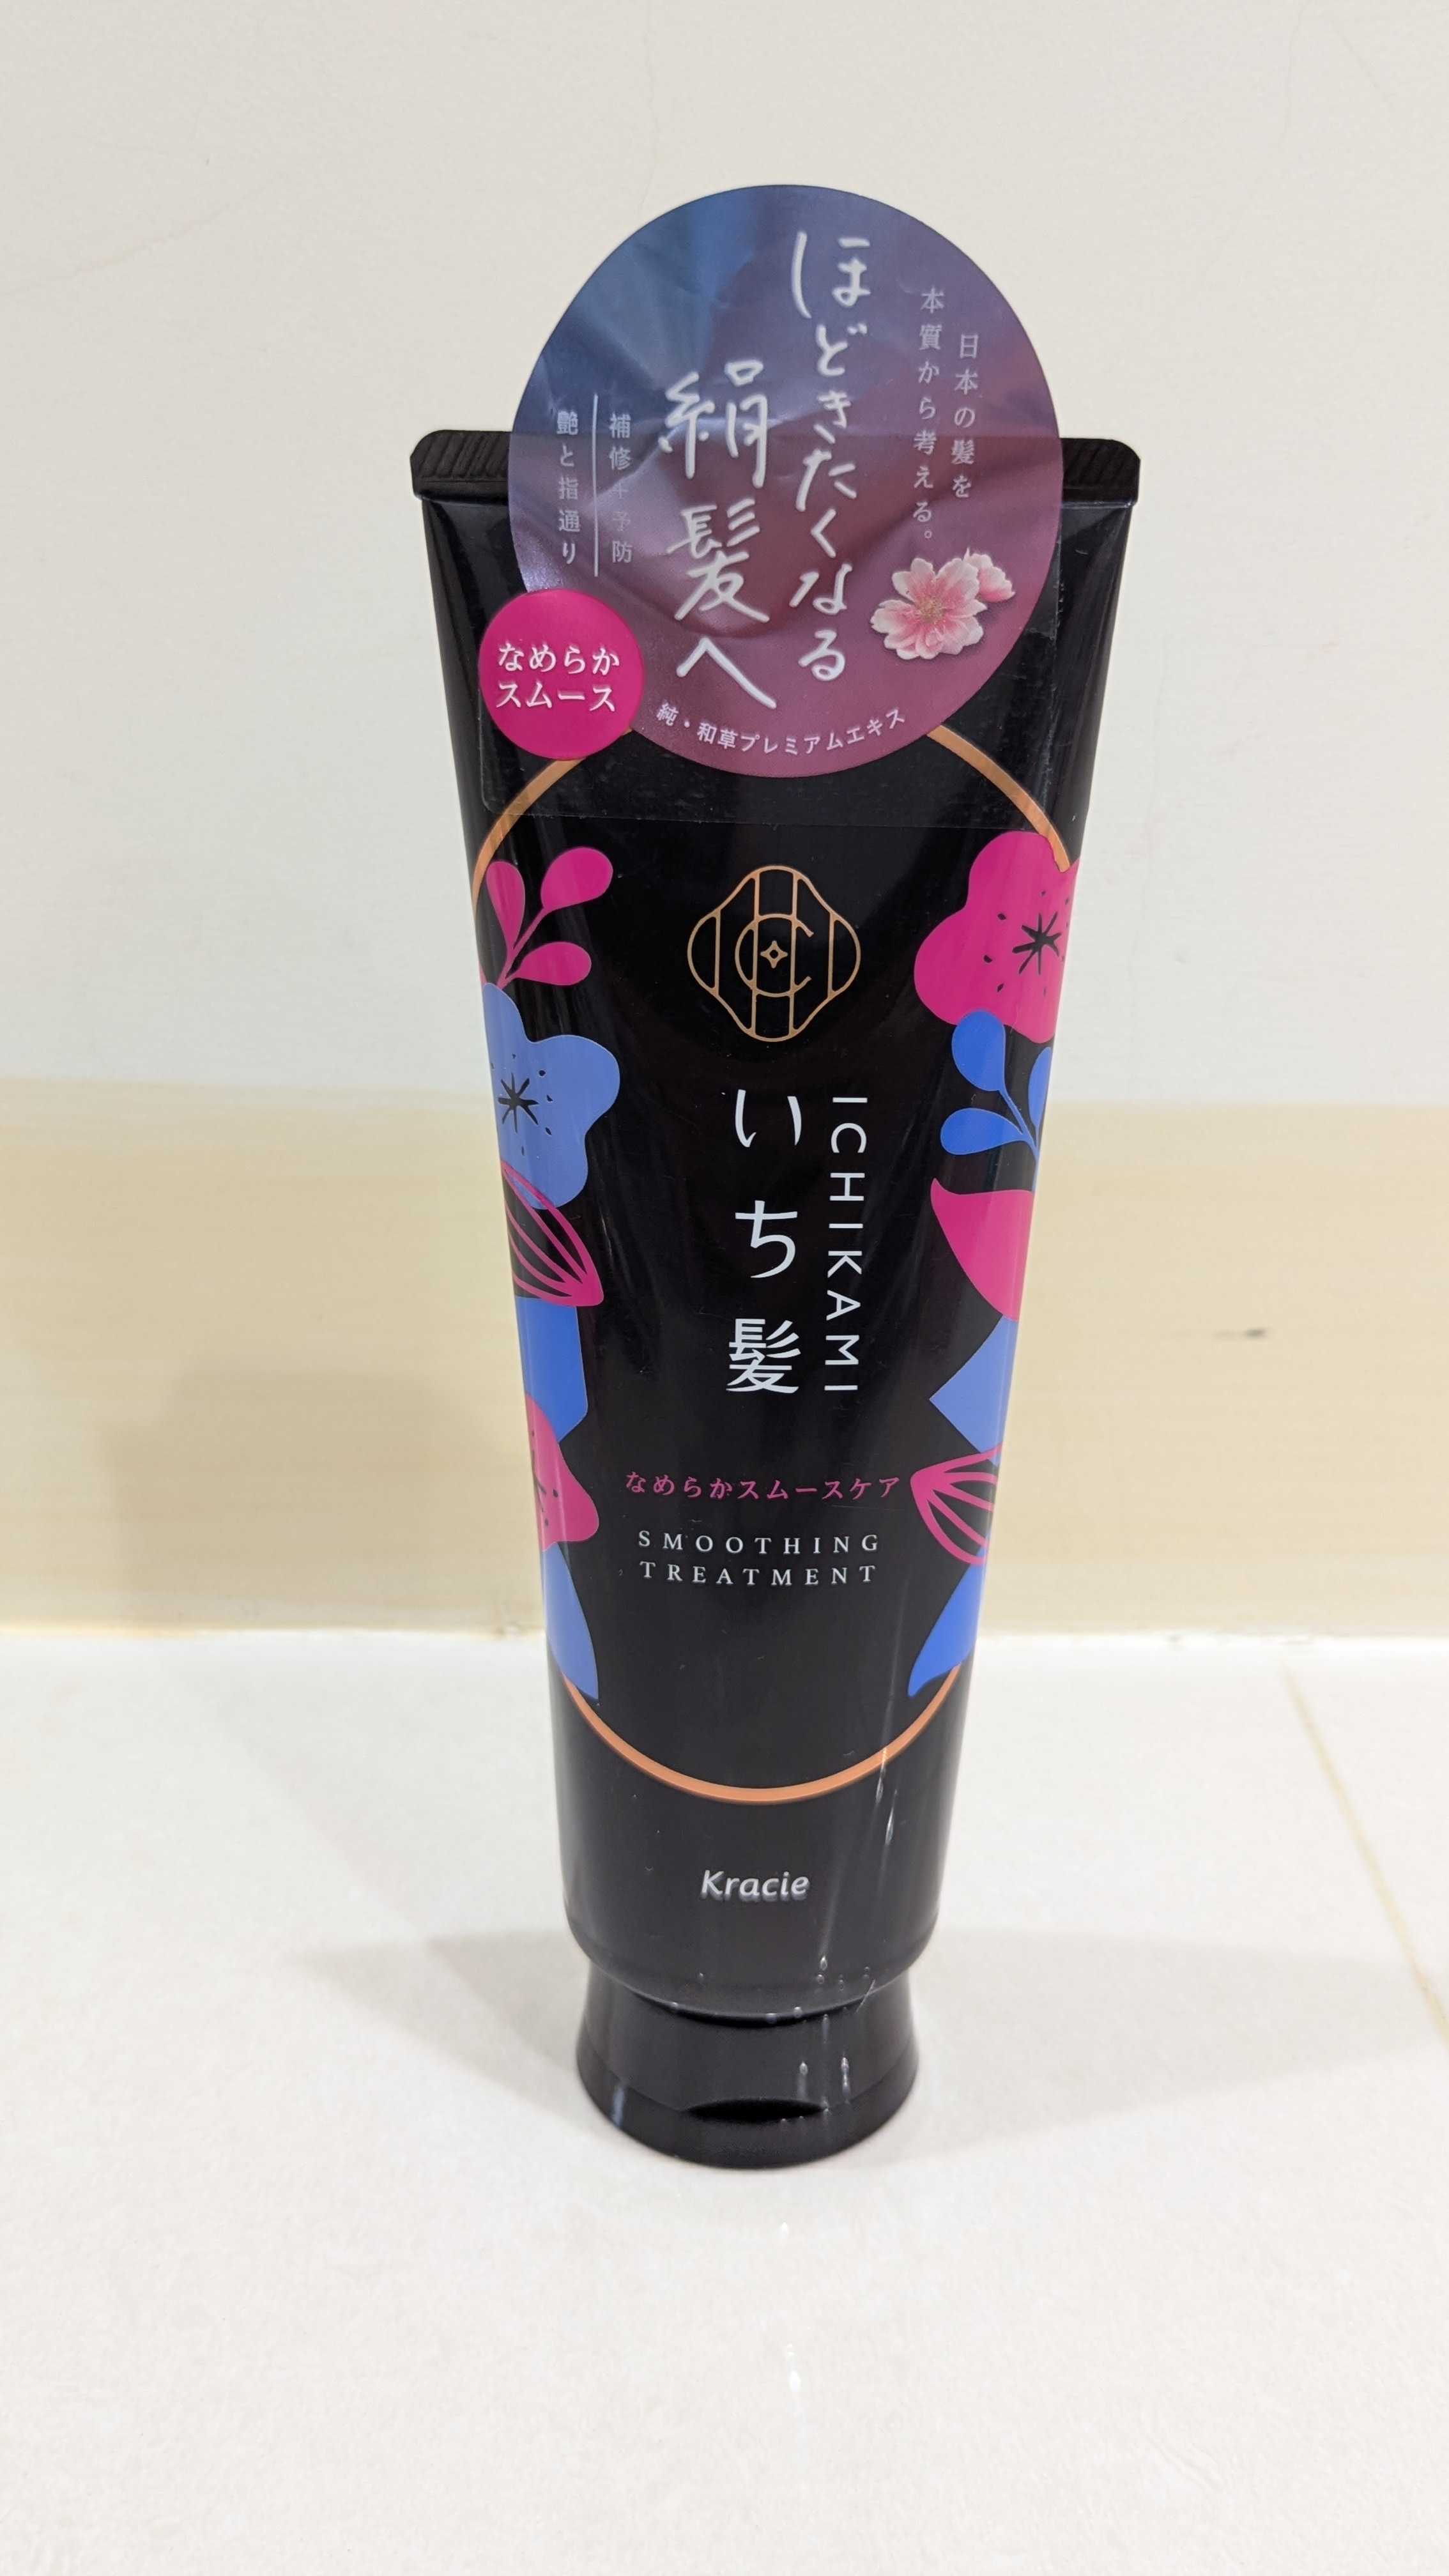 日本の髪を
本質から考える。
ほどきたくなる
絹髪へ
補修＋予防
艶と指通り
なめらか
スムース
純・和草プレミアムエキス
ICHIKAMI
いち髪
なめらかスムースケア
SMOOTHING
TREATMENT
Kracie